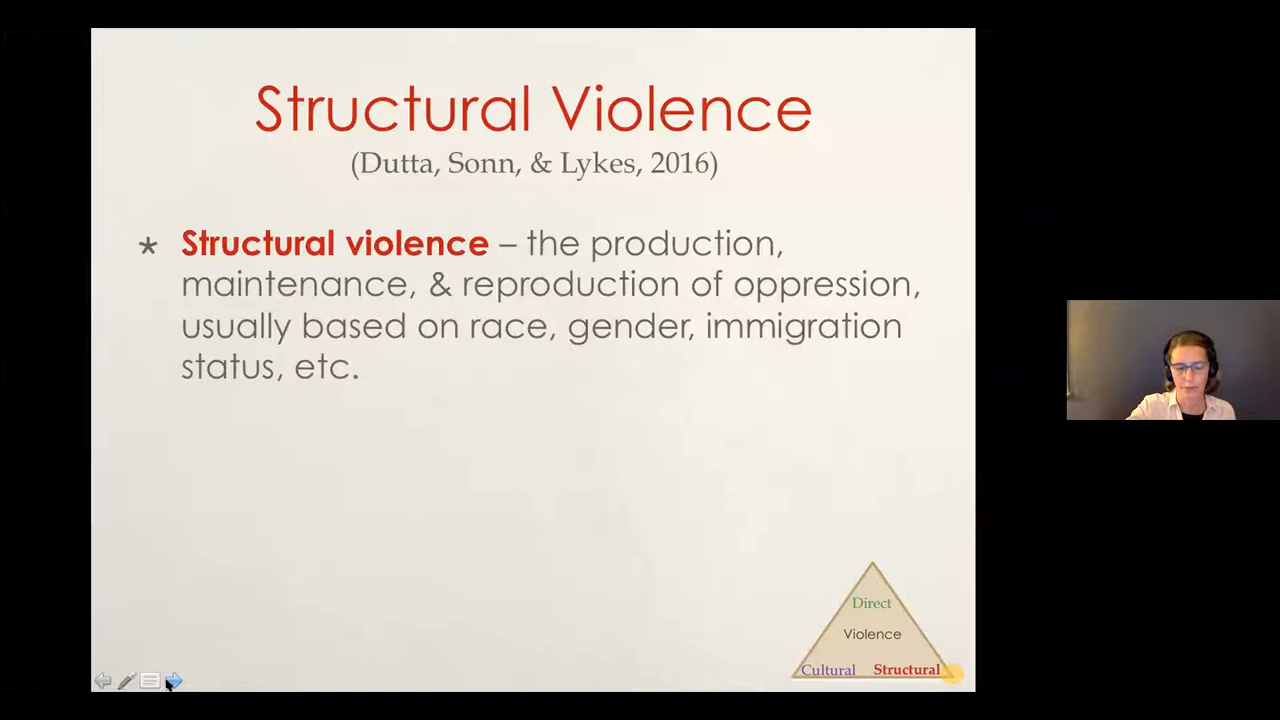 Structural Violence
(Dutta, Sonn, & Lykes, 2016)
* Structural violence – the production,
maintenance, & reproduction of oppression,
usually based on race, gender, immigration
status, etc.
Direct
Violence
Cultural Structural